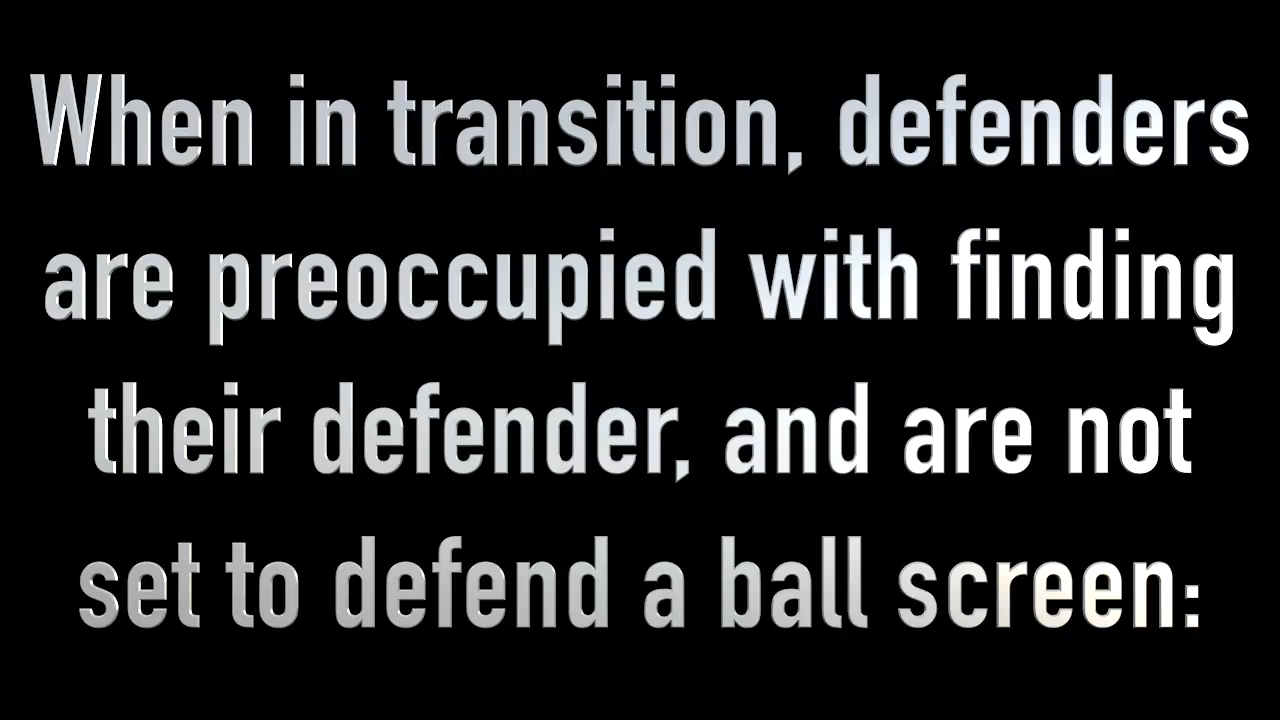 When in transition, defenders
are preoccupied with finding
their defender, and are not
set to defend a ball screen: